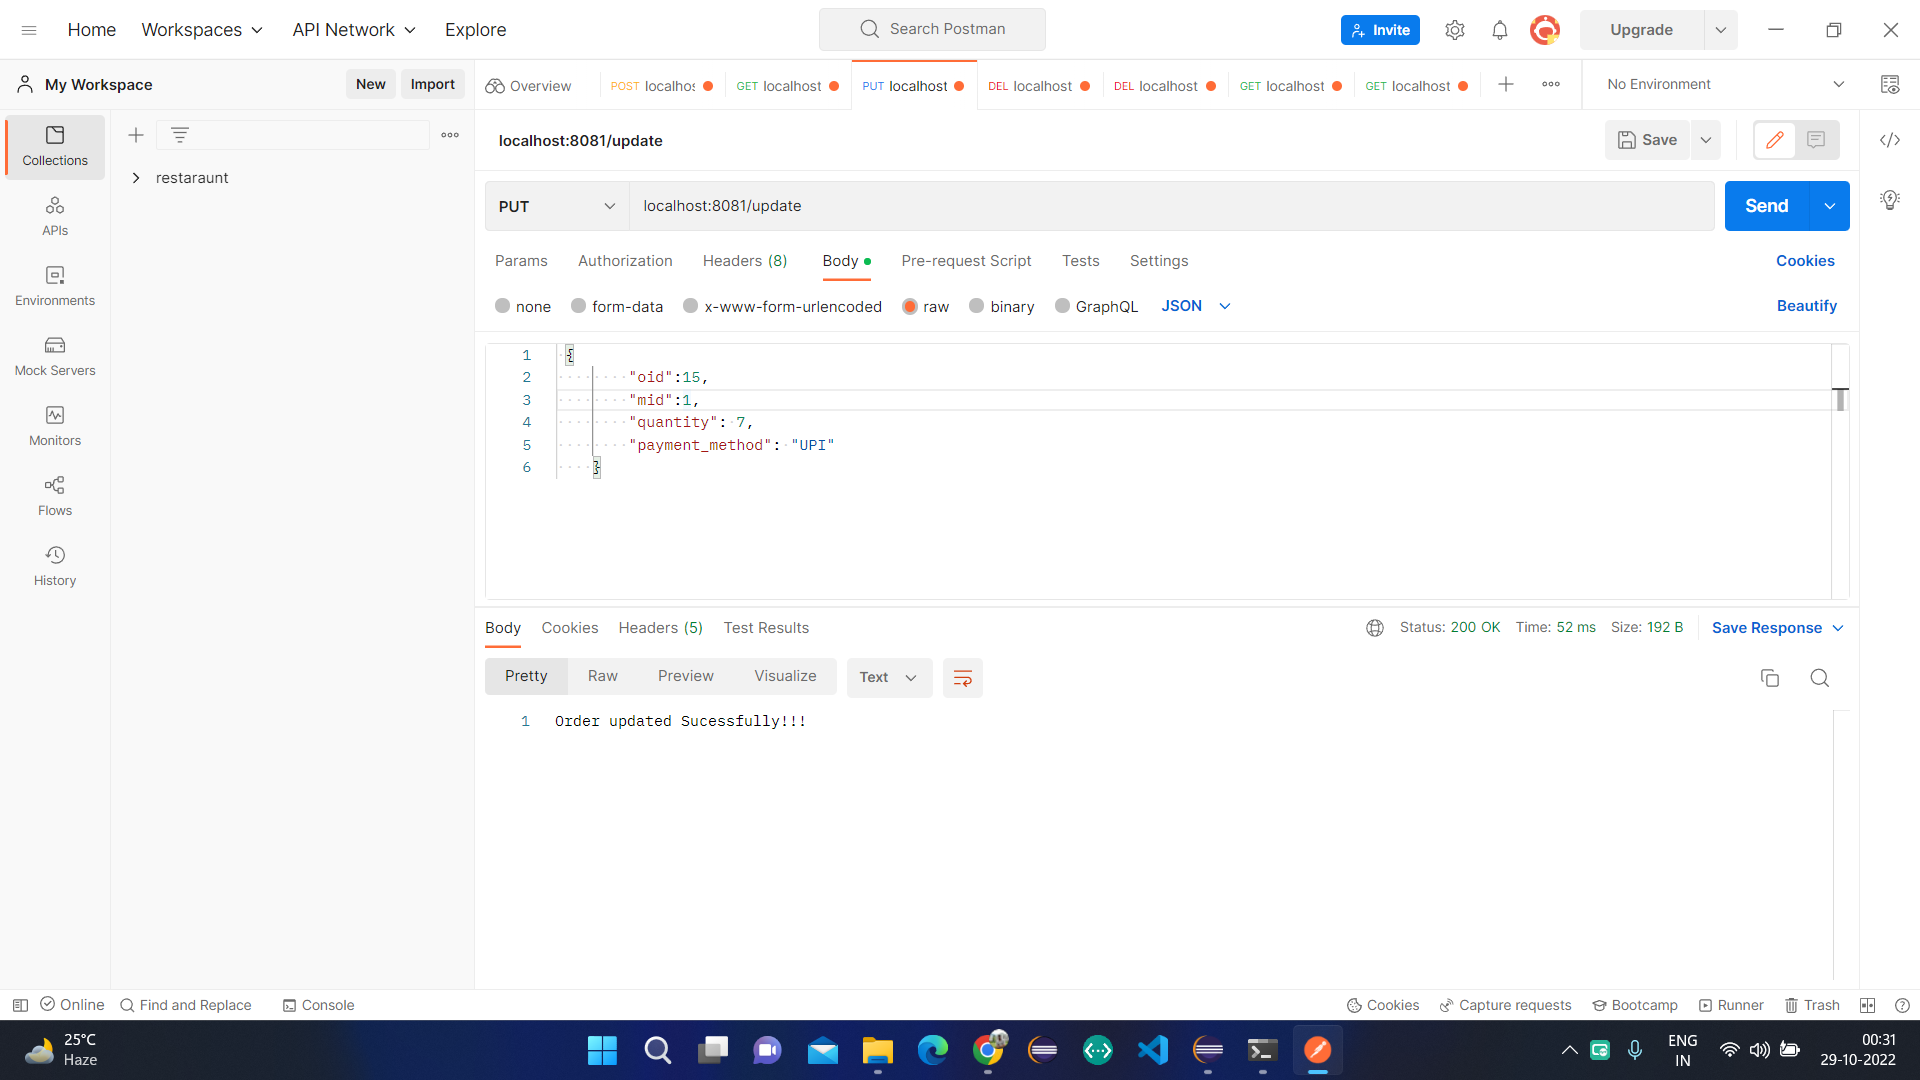 Home Workspaces API Network Explore Search Postman Invite Upgrade
My Workspace New Import Overview POST localhos GET localhost PUT localhost DEL localhost DEL localhost GET localhost GET localhost No Environment
Collections
restaraunt
APIs
Environments
Mock Servers
Monitors
Flows
History
localhost:8081/update Save
PUT localhost:8081/update Send
Params Authorization Headers (8) Body Pre-request Script Tests Settings Cookies
none form-data x-www-form-urlencoded raw binary GraphQL JSON Beautify
1 {
2 "oid":15,
3 "mid":1,
4 "quantity": 7,
5 "payment_method": "UPI"
6 }
Body Cookies Headers (5) Test Results Status: 200 OK Time: 52 ms Size: 192 B Save Response
Pretty Raw Preview Visualize Text
1 Order updated Sucessfully!!!
Online Find and Replace Console Cookies Capture requests Bootcamp Runner Trash
25°C
Haze
ENG
IN
00:31
29-10-2022